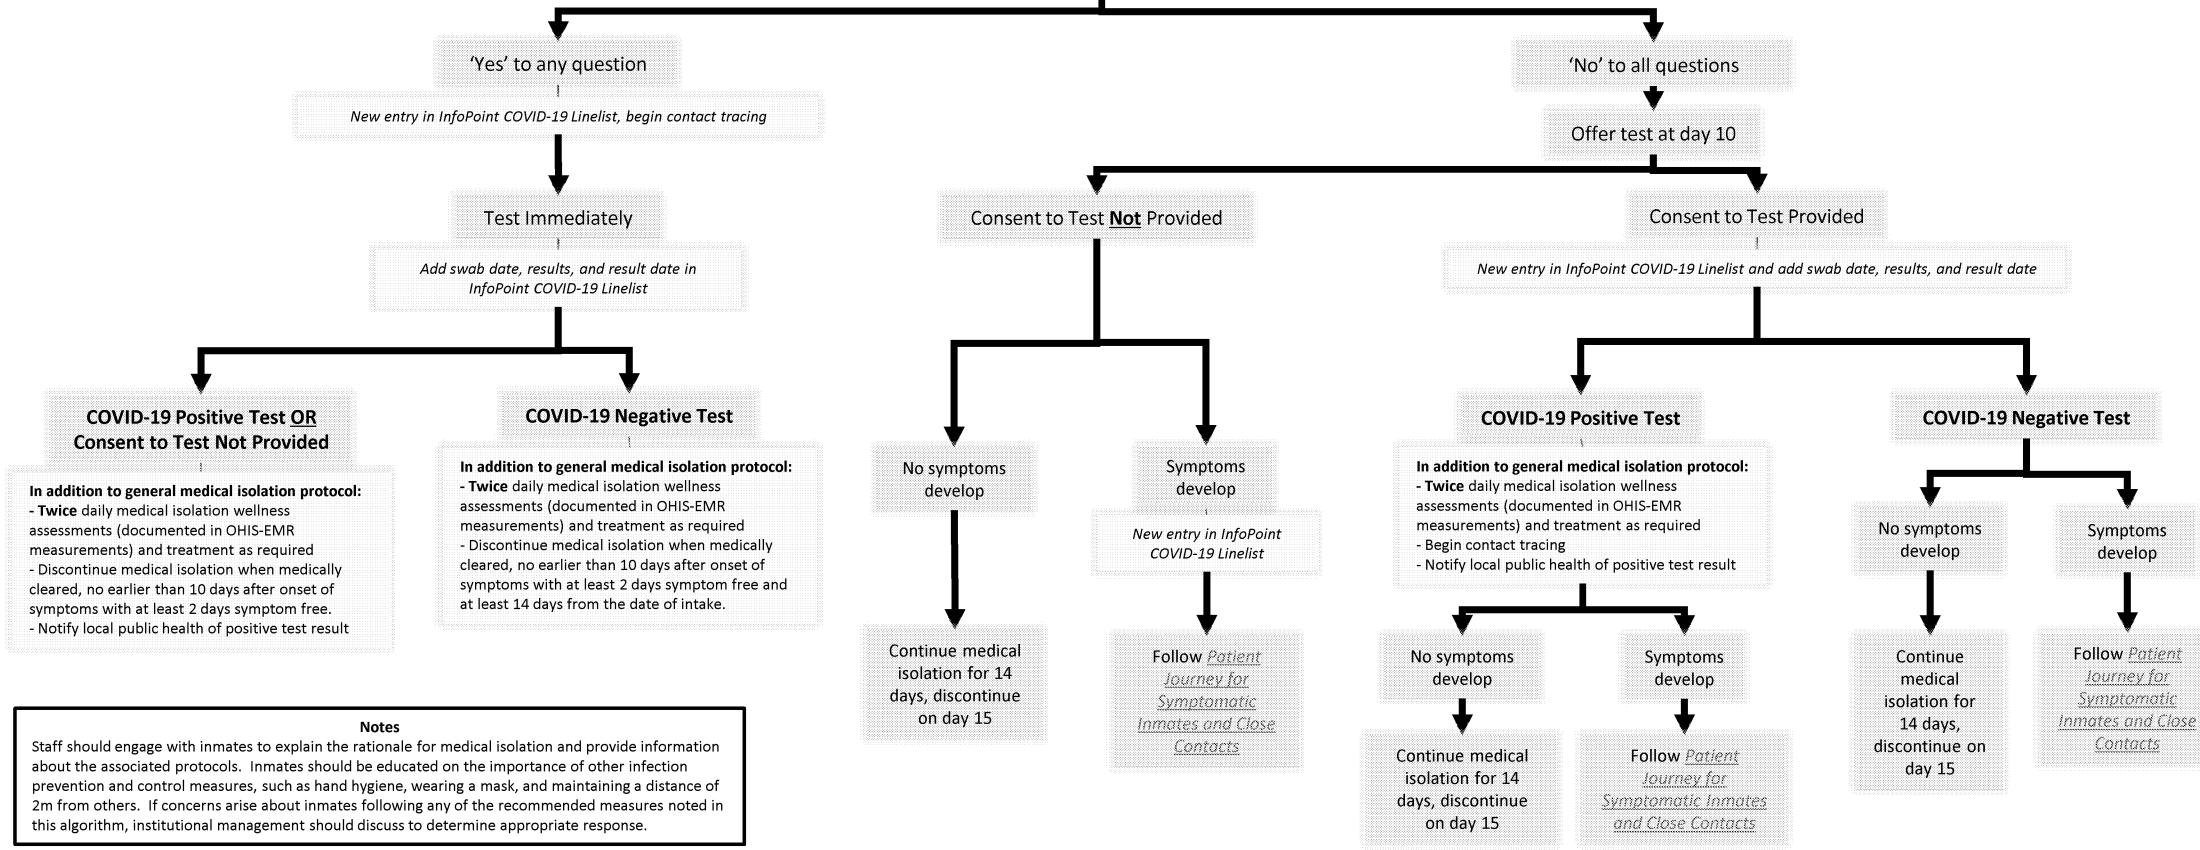 ‘Yes’ to any question
New entry in InfoPoint COVID-19 Linelist, begin contact tracing
Test Immediately
Add swab date, results, and result date in
InfoPoint COVID-19 Linelist
COVID-19 Positive Test OR
Consent to Test Not Provided
In addition to general medical isolation protocol:
- Twice daily medical isolation wellness
assessments (documented in OHIS-EMR
measurements) and treatment as required
- Discontinue medical isolation when medically
cleared, no earlier than 10 days after onset of
symptoms with at least 2 days symptom free.
- Notify local public health of positive test result
COVID-19 Negative Test
In addition to general medical isolation protocol:
- Twice daily medical isolation wellness
assessments (documented in OHIS-EMR
measurements) and treatment as required
- Discontinue medical isolation when medically
cleared, no earlier than 10 days after onset of
symptoms with at least 2 days symptom free and
at least 14 days from the date of intake.
‘No’ to all questions
Offer test at day 10
Consent to Test Not Provided
No symptoms
develop
Continue medical
isolation for 14
days, discontinue
on day 15
Symptoms
develop
New entry in InfoPoint
COVID-19 Linelist
Follow Patient
Journey for
Symptomatic
Inmates and Close
Contacts
Consent to Test Provided
New entry in InfoPoint COVID-19 Linelist and add swab date, results, and result date
COVID-19 Positive Test
In addition to general medical isolation protocol:
- Twice daily medical isolation wellness
assessments (documented in OHIS-EMR
measurements) and treatment as required
- Begin contact tracing
- Notify local public health of positive test result
No symptoms
develop
Continue medical
isolation for 14
days, discontinue
on day 15
Symptoms
develop
Follow Patient
Journey for
Symptomatic Inmates
and Close Contacts
COVID-19 Negative Test
No symptoms
develop
Continue
medical
isolation for
14 days,
discontinue on
day 15
Symptoms
develop
Follow Patient
Journey for
Symptomatic
Inmates and Close
Contacts
Notes
Staff should engage with inmates to explain the rationale for medical isolation and provide information
about the associated protocols. Inmates should be educated on the importance of other infection
prevention and control measures, such as hand hygiene, wearing a mask, and maintaining a distance of
2m from others. If concerns arise about inmates following any of the recommended measures noted in
this algorithm, institutional management should discuss to determine appropriate response.